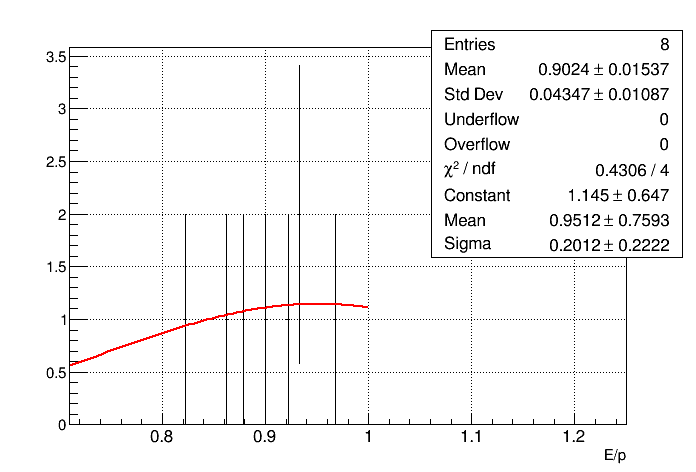 Entries 8
Mean 0.9024 ± 0.01537
Std Dev 0.04347 ± 0.01087
Underflow 0
Overflow 0
χ² / ndf 0.4306 / 4
Constant 1.145 ± 0.647
Mean 0.9512 ± 0.7593
Sigma 0.2012 ± 0.2222
3.5
3
2.5
2
1.5
1
0.5
0
0.8 0.9 1 1.1 1.2
E/p